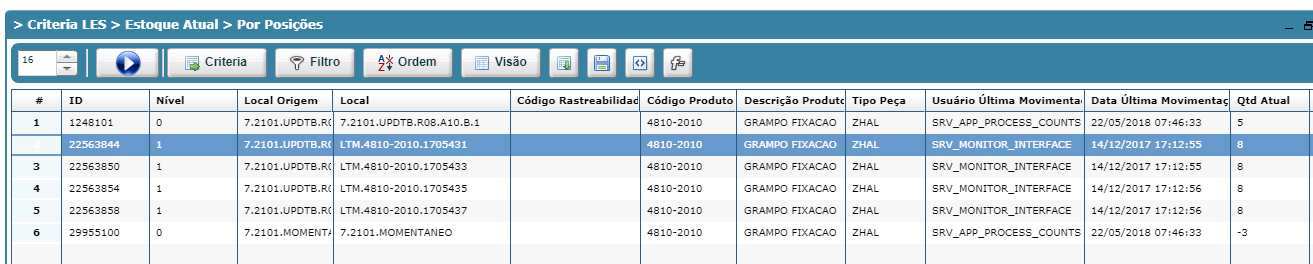 > Criteria LES > Estoque Atual > Por Posições
16 Criteria Filtro Ordem Visão
# ID Nível Local Origem Local Código Rastreabilidad Código Produto Descrição Produto Tipo Peça Usuário Última Movimenta Data Última Movimentaç Qtd Atual
1 1248101 0 7.2101.UPDTB.R( 7.2101.UPDTB.R08.A10.B.1 4810-2010 GRAMPO FIXACAO ZHAL SRV_APP_PROCESS_COUNTS 22/05/2018 07:46:33 5
2 22563844 1 7.2101.UPDTB.R( LTM.4810-2010.1705431 4810-2010 GRAMPO FIXACAO ZHAL SRV_MONITOR_INTERFACE 14/12/2017 17:12:55 8
3 22563850 1 7.2101.UPDTB.R( LTM.4810-2010.1705433 4810-2010 GRAMPO FIXACAO ZHAL SRV_MONITOR_INTERFACE 14/12/2017 17:12:55 8
4 22563854 1 7.2101.UPDTB.R( LTM.4810-2010.1705435 4810-2010 GRAMPO FIXACAO ZHAL SRV_MONITOR_INTERFACE 14/12/2017 17:12:56 8
5 22563858 1 7.2101.UPDTB.R( LTM.4810-2010.1705437 4810-2010 GRAMPO FIXACAO ZHAL SRV_MONITOR_INTERFACE 14/12/2017 17:12:56 8
6 29955100 0 7.2101.MOMENTA 7.2101.MOMENTANEO 4810-2010 GRAMPO FIXACAO ZHAL SRV_APP_PROCESS_COUNTS 22/05/2018 07:46:33 -3